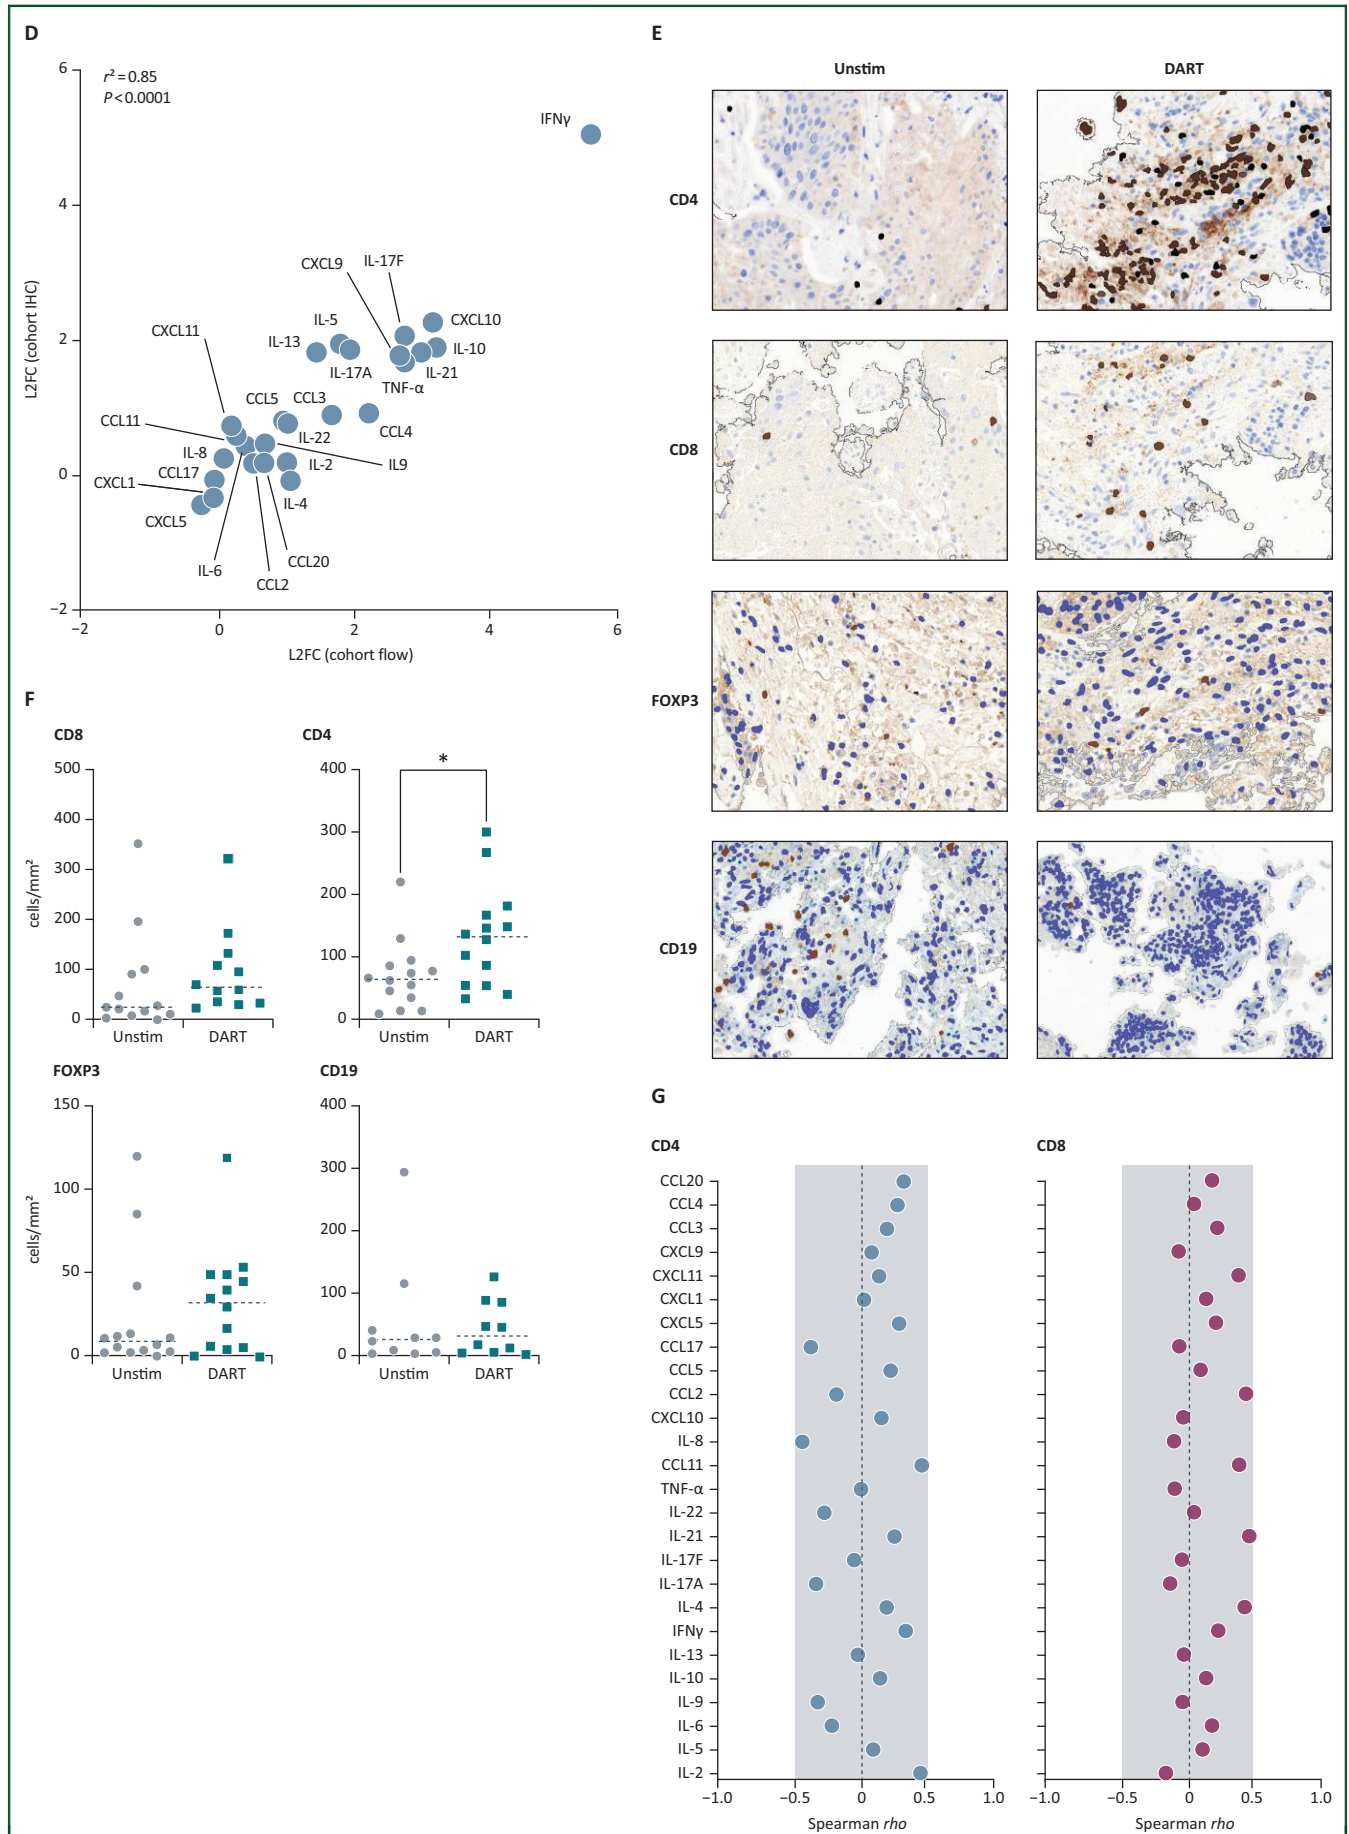 D
6
r² = 0.85
P < 0.0001
IFNγ
4
CXCL9
IL-17F
CXCL11
IL-5
CXCL10
2
IL-13
IL-10
IL-17A
IL-21
TNF-α
CCL5
CCL3
CCL11
IL-22
CCL4
IL-8
IL-2
IL9
CCL17
0
CXCL1
IL-4
CXCL5
IL-6
CCL20
CCL2
−2
−2
0
2
4
6
L2FC (cohort IHC)
L2FC (cohort flow)
E
Unstim
DART
CD4
CD8
FOXP3
CD19
F
CD8
500
400
300
200
100
0
cells/mm²
Unstim
DART
CD4
*
400
300
200
100
0
Unstim
DART
FOXP3
150
100
50
0
cells/mm²
Unstim
DART
CD19
400
300
200
100
0
Unstim
DART
G
CD4
CD8
CCL20
CCL4
CCL3
CXCL9
CXCL11
CXCL1
CXCL5
CCL17
CCL5
CCL2
CXCL10
IL-8
CCL11
TNF-α
IL-22
IL-21
IL-17F
IL-17A
IL-4
IFNγ
IL-13
IL-10
IL-9
IL-6
IL-5
IL-2
−1.0
−0.5
0
0.5
1.0
Spearman rho
−1.0
−0.5
0
0.5
1.0
Spearman rho